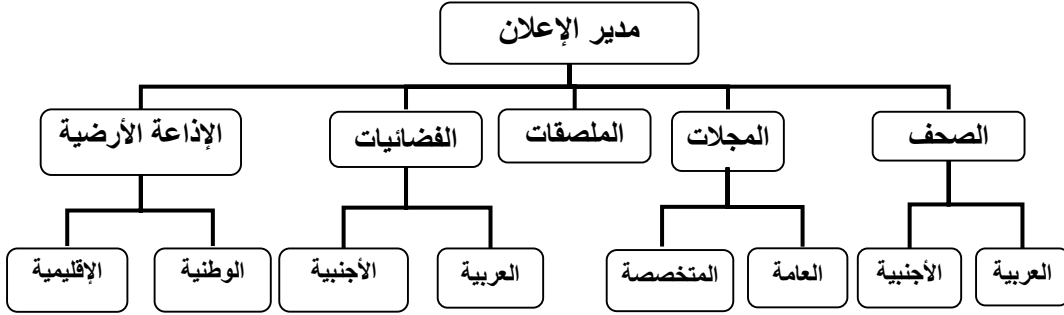 مدير الإعلان
الصحف
المجلات
الملصقات
الفضائيات
الإذاعة الأرضية
العربية
الأجنبية
العامة
المتخصصة
العربية
الأجنبية
الوطنية
الإقليمية